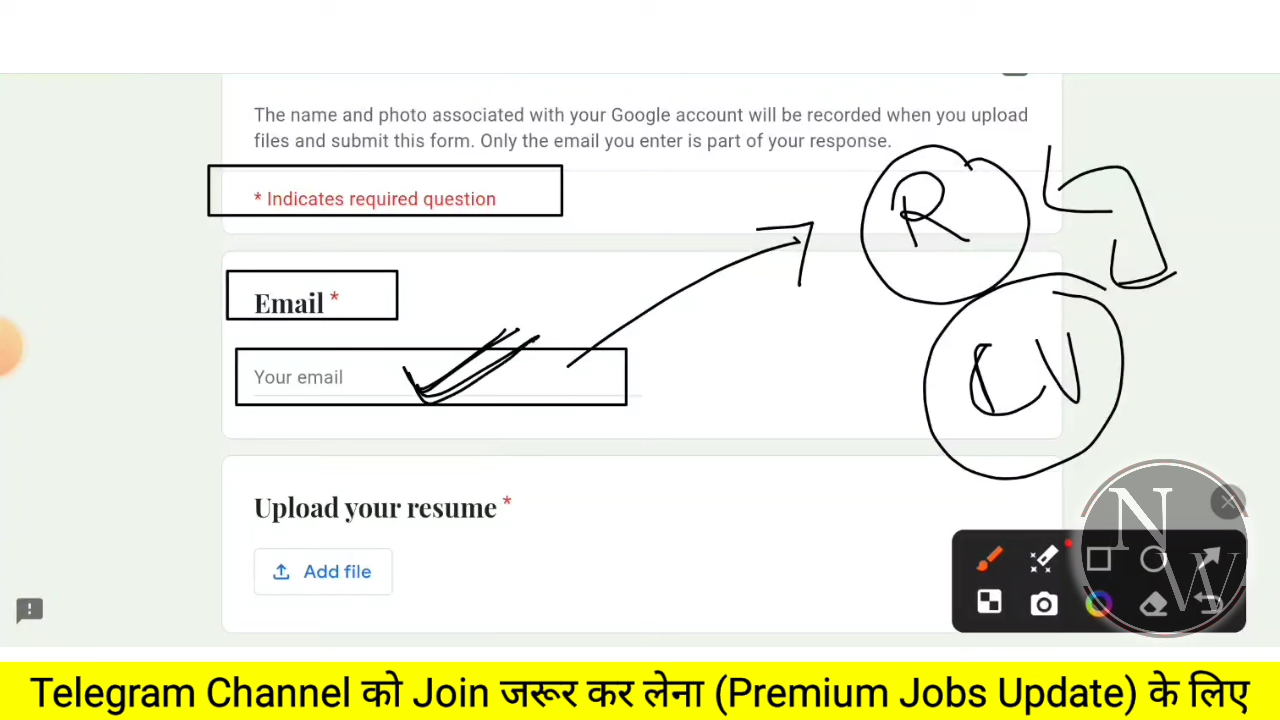 The name and photo associated with your Google account will be recorded when you upload
files and submit this form. Only the email you enter is part of your response.
* Indicates required question
R
Email *
Your email
CV
Upload your resume *
Add file
NW
Telegram Channel को Join जरूर कर लेना (Premium Jobs Update) के लिए